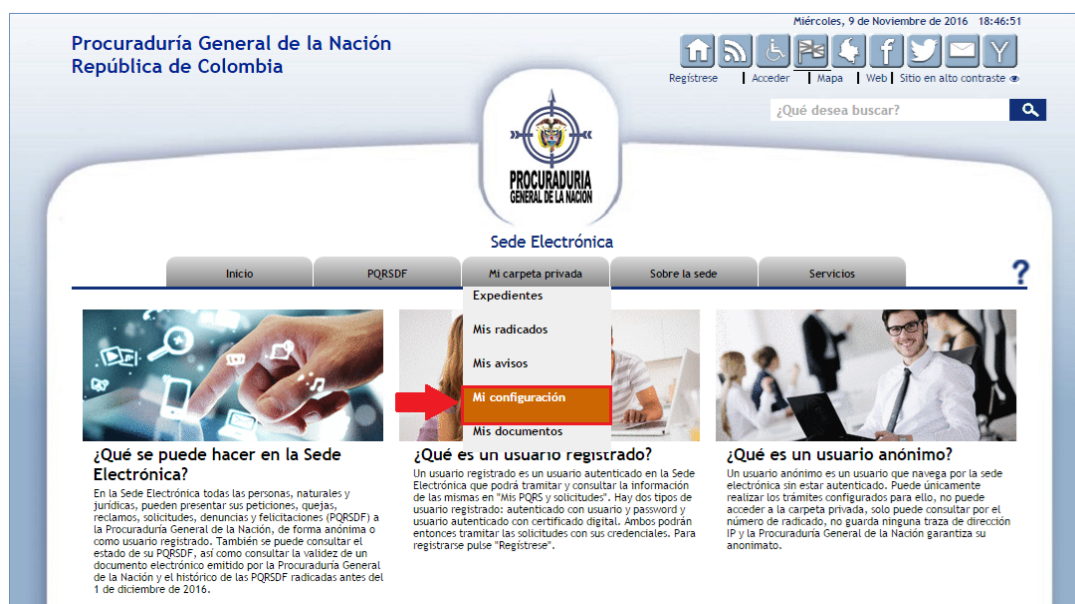 Miércoles, 9 de Noviembre de 2016 18:46:51
Procuraduría General de la Nación
República de Colombia
Regístrese | Acceder | Mapa | Web | Sitio en alto contraste
¿Qué desea buscar?
PROCURADURIA
GENERAL DE LA NACION
Sede Electrónica
Inicio PQRSDF Mi carpeta privada Sobre la sede Servicios ?
Expedientes
Mis radicados
Mis avisos
Mi configuración
Mis documentos
¿Qué se puede hacer en la Sede
Electrónica?
En la Sede Electrónica todas las personas, naturales y
jurídicas, pueden presentar sus peticiones, quejas,
reclamos, solicitudes, denuncias y felicitaciones (PQRSDF) a
la Procuraduría General de la Nación, de forma anónima o
como usuario registrado. También se puede consultar el
estado de su PQRSDF, así como consultar la validez de un
documento electrónico emitido por la Procuraduría General
de la Nación y el histórico de las PQRSDF radicadas antes del
1 de diciembre de 2016.
¿Qué es un usuario registrado?
Un usuario registrado es un usuario autenticado en la Sede
Electrónica que podrá tramitar y consultar la información
de las mismas en "Mis PQRS y solicitudes". Hay dos tipos de
usuario registrado: autenticado con usuario y password y
usuario autenticado con certificado digital. Ambos podrán
entonces tramitar las solicitudes con sus credenciales. Para
registrarse pulse "Regístrese".
¿Qué es un usuario anónimo?
Un usuario anónimo es un usuario que navega por la sede
electrónica sin estar autenticado. Puede únicamente
realizar los trámites configurados para ello, no puede
acceder a la carpeta privada, solo puede consultar por el
número de radicado, no guarda ninguna traza de dirección
IP y la Procuraduría General de la Nación garantiza su
anonimato.